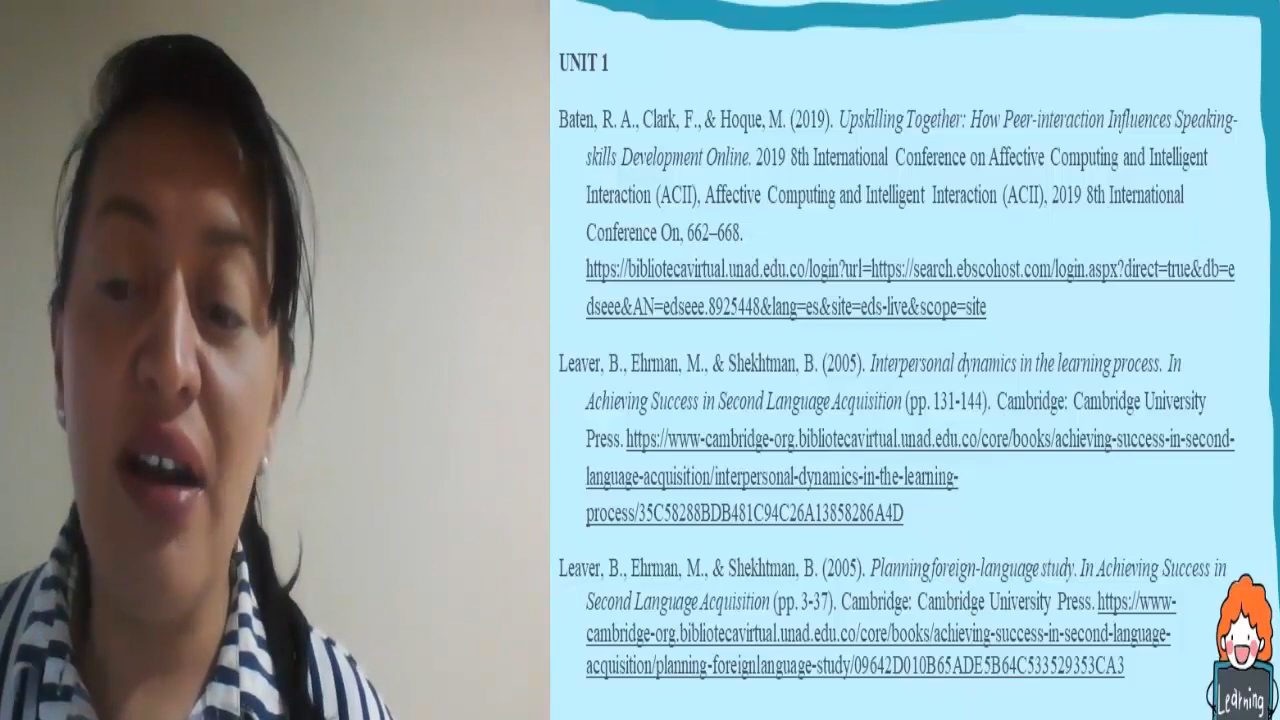 UNIT 1
Baten, R. A., Clark, F., & Hoque, M. (2019). Upskilling Together: How Peer-interaction Influences Speaking-
skills Development Online. 2019 8th International Conference on Affective Computing and Intelligent
Interaction (ACII), Affective Computing and Intelligent Interaction (ACII), 2019 8th International
Conference On, 662–668.
https://bibliotecavirtual.unad.edu.co/login?url=https://search.ebscohost.com/login.aspx?direct=true&db=e
dseee&AN=edseee.8925448&lang=es&site=eds-live&scope=site
Leaver, B., Ehrman, M., & Shekhtman, B. (2005). Interpersonal dynamics in the learning process. In
Achieving Success in Second Language Acquisition (pp. 131-144). Cambridge: Cambridge University
Press. https://www-cambridge-org.bibliotecavirtual.unad.edu.co/core/books/achieving-success-in-second-
language-acquisition/interpersonal-dynamics-in-the-learning-
process/35C58288BDB481C94C26A13858286A4D
Leaver, B., Ehrman, M., & Shekhtman, B. (2005). Planning foreign-language study. In Achieving Success in
Second Language Acquisition (pp. 3-37). Cambridge: Cambridge University Press. https://www-
cambridge-org.bibliotecavirtual.unad.edu.co/core/books/achieving-success-in-second-language-
acquisition/planning-foreignlanguage-study/09642D010B65ADE5B64C533529353CA3
Learning